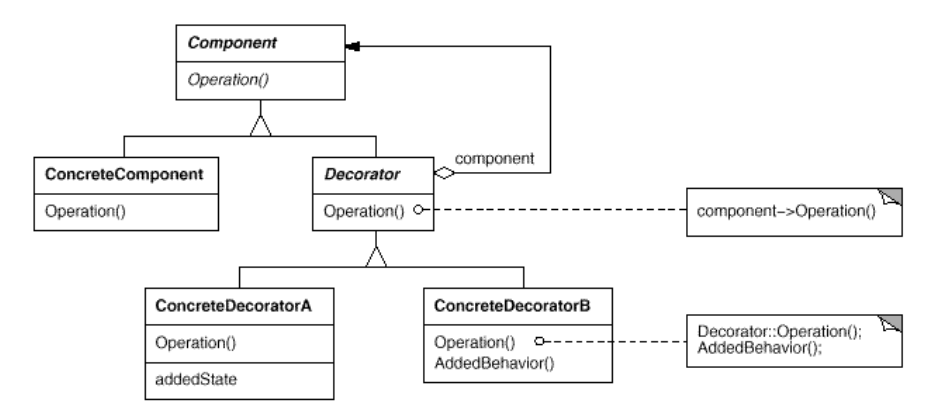 Component
Operation()
component
ConcreteComponent
Operation()
Decorator
Operation()
component–>Operation()
ConcreteDecoratorA
Operation()
addedState
ConcreteDecoratorB
Operation()
AddedBehavior()
Decorator::Operation();
AddedBehavior();